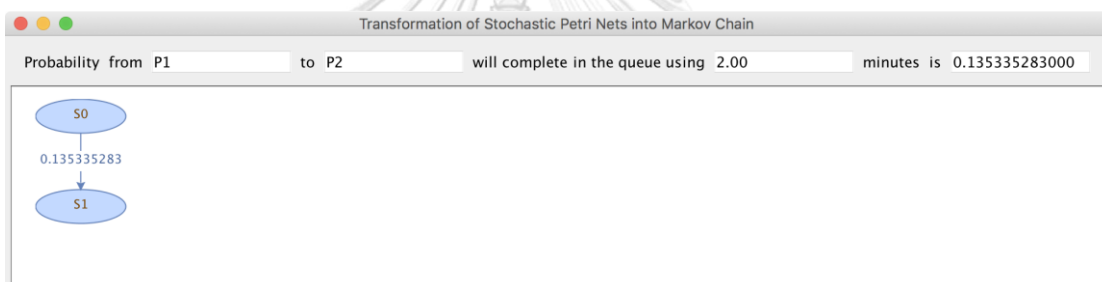 Transformation of Stochastic Petri Nets into Markov Chain
Probability from P1 to P2 will complete in the queue using 2.00 minutes is 0.135335283000
S0
0.135335283
S1